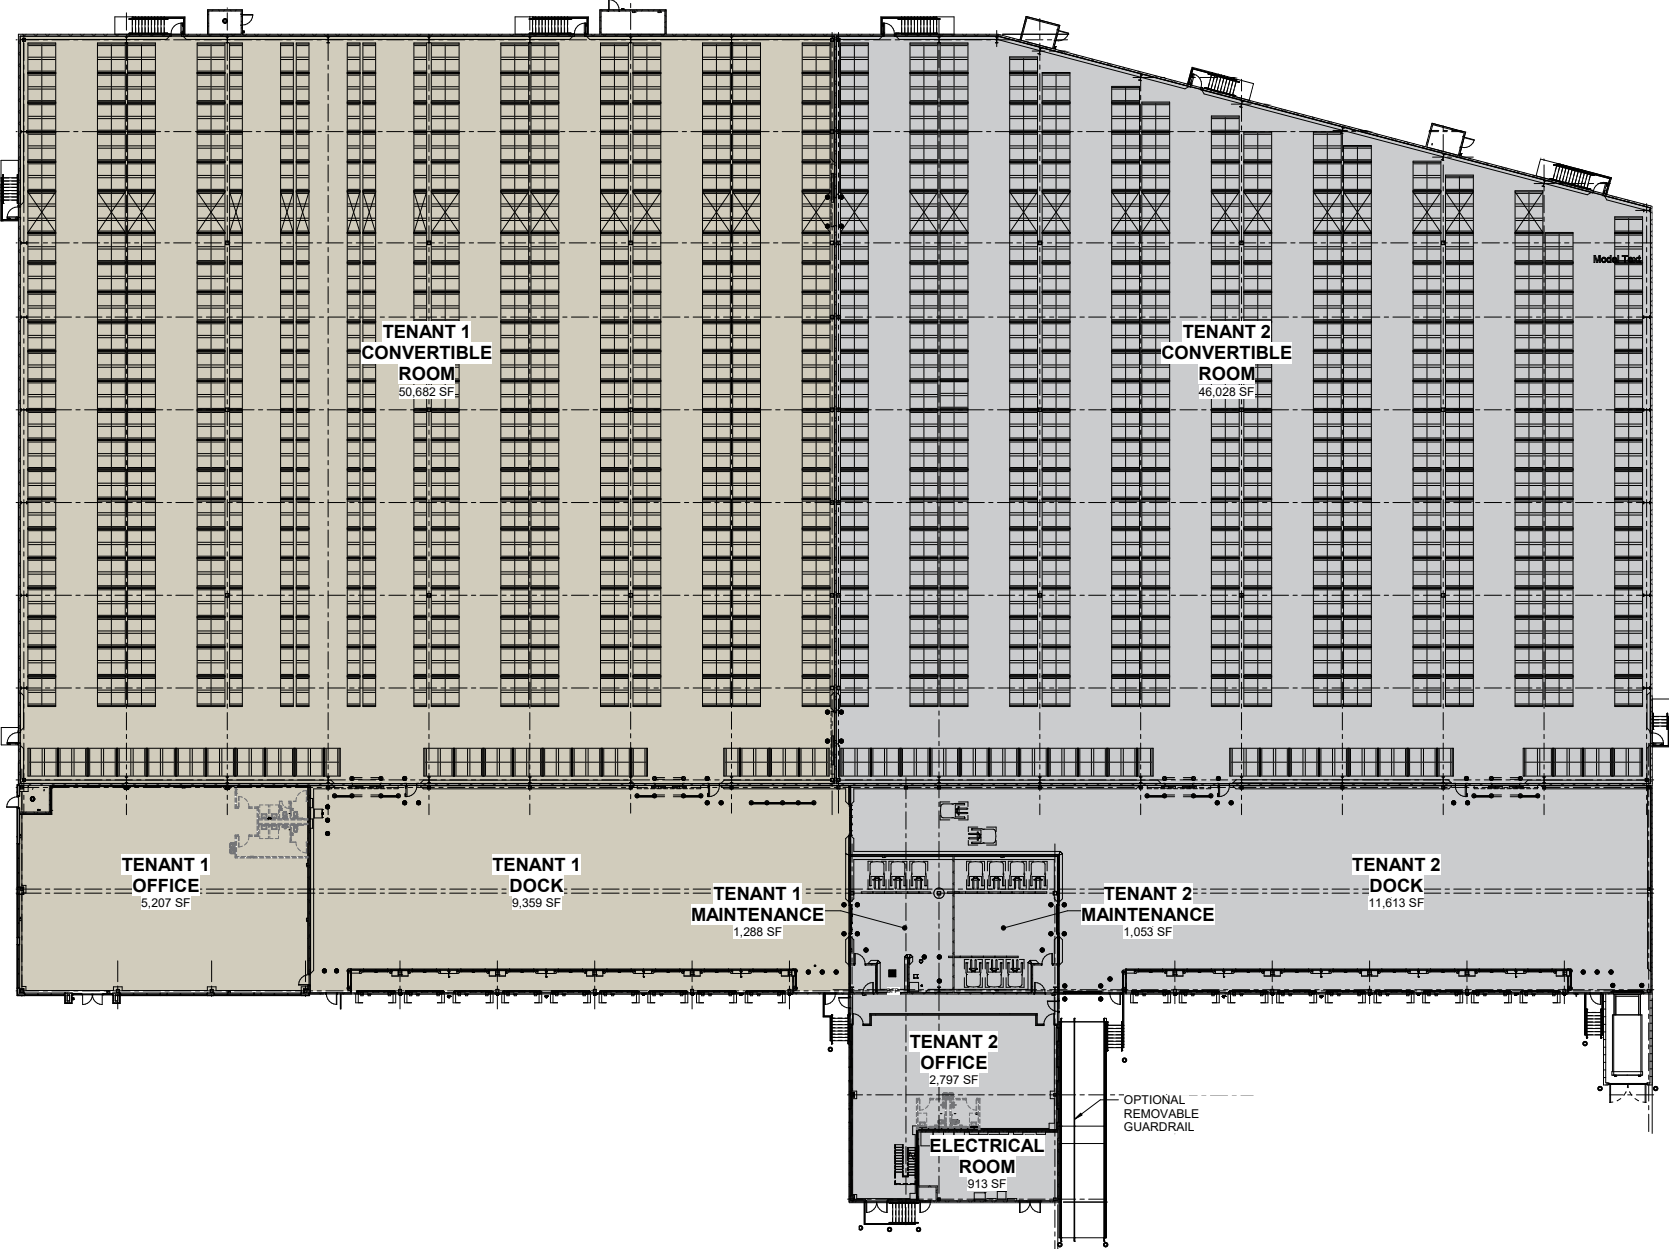 Model Text
TENANT 1
CONVERTIBLE
ROOM
50,682 SF
TENANT 2
CONVERTIBLE
ROOM
46,028 SF
TENANT 1
OFFICE
5,207 SF
TENANT 1
DOCK
9,359 SF
TENANT 1
MAINTENANCE
1,288 SF
TENANT 2
MAINTENANCE
1,053 SF
TENANT 2
DOCK
11,613 SF
TENANT 2
OFFICE
2,797 SF
OPTIONAL
REMOVABLE
GUARDRAIL
ELECTRICAL
ROOM
913 SF